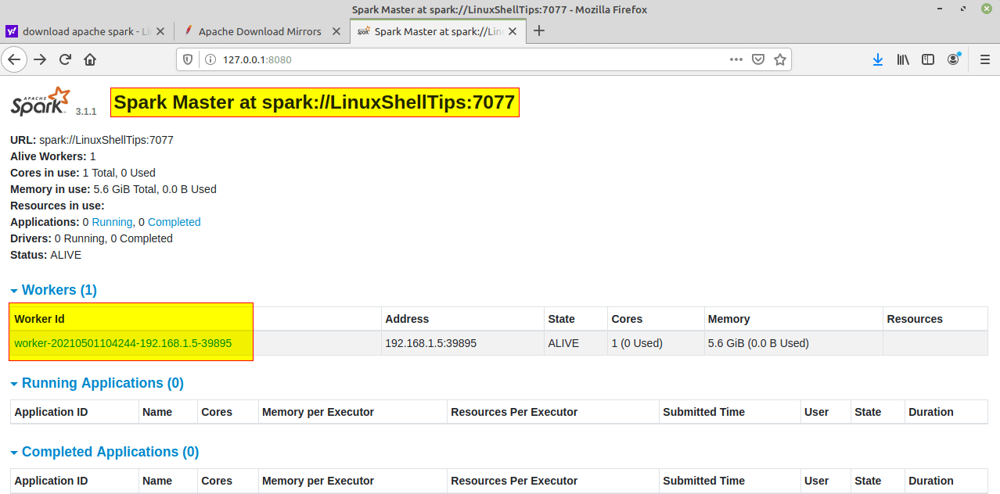 Spark Master at spark://LinuxShellTips:7077 - Mozilla Firefox
download apache spark - Li
Apache Download Mirrors
Spark Master at spark://Lin
127.0.0.1:8080
APACHE
Spark 3.1.1 Spark Master at spark://LinuxShellTips:7077
URL: spark://LinuxShellTips:7077
Alive Workers: 1
Cores in use: 1 Total, 0 Used
Memory in use: 5.6 GiB Total, 0.0 B Used
Resources in use:
Applications: 0 Running, 0 Completed
Drivers: 0 Running, 0 Completed
Status: ALIVE
Workers (1)
Worker Id Address State Cores Memory Resources
worker-20210501104244-192.168.1.5-39895 192.168.1.5:39895 ALIVE 1 (0 Used) 5.6 GiB (0.0 B Used)
Running Applications (0)
Application ID Name Cores Memory per Executor Resources Per Executor Submitted Time User State Duration
Completed Applications (0)
Application ID Name Cores Memory per Executor Resources Per Executor Submitted Time User State Duration